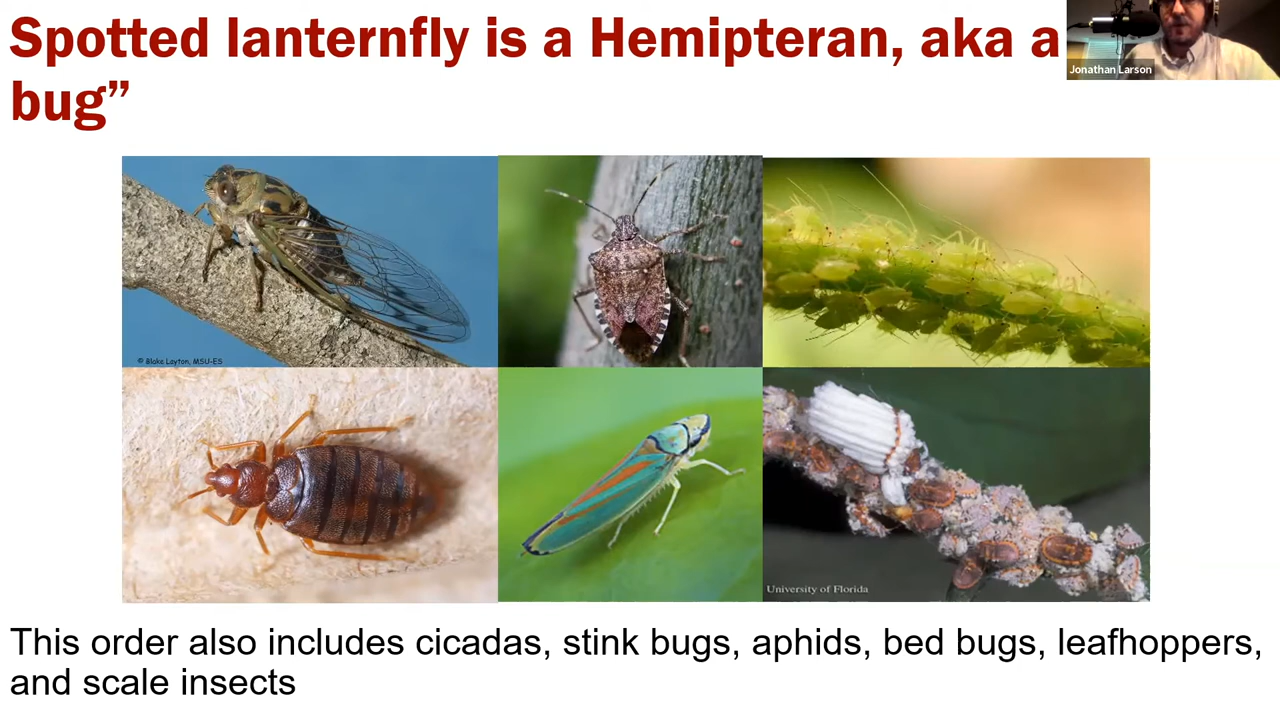 Spotted lanternfly is a Hemipteran, aka a
bug”
Jonathan Larson
© Blake Layton, MSU-ES
University of Florida
This order also includes cicadas, stink bugs, aphids, bed bugs, leafhoppers,
and scale insects